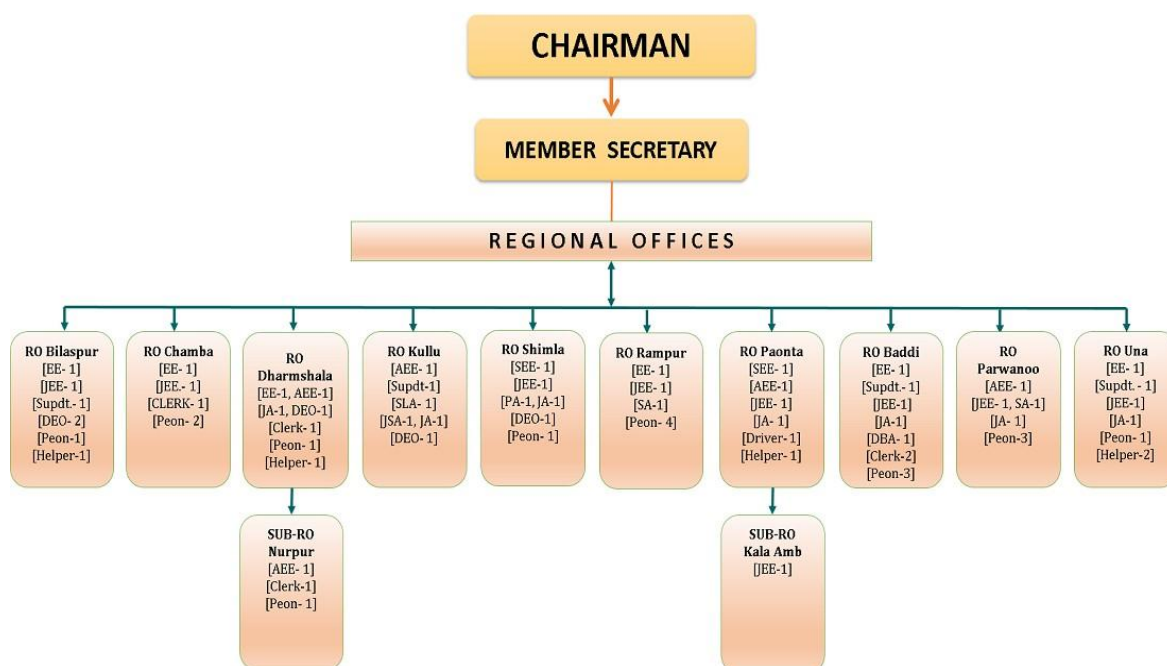 CHAIRMAN
MEMBER SECRETARY
REGIONAL OFFICES
RO Bilaspur
[EE- 1]
[JEE- 1]
[Supdt.- 1]
[DEO- 2]
[Peon-1]
[Helper-1]
RO Chamba
[EE- 1]
[JEE.- 1]
[CLERK- 1]
[Peon- 2]
RO
Dharmshala
[EE-1, AEE-1]
[JA-1, DEO-1]
[Clerk- 1]
[Peon- 1]
[Helper- 1]
RO Kullu
[AEE- 1]
[Supdt-1]
[SLA- 1]
[JSA-1, JA-1]
[DEO- 1]
RO Shimla
[SEE- 1]
[JEE-1]
[PA-1, JA-1]
[DEO-1]
[Peon- 1]
RO Rampur
[EE- 1]
[JEE- 1]
[SA-1]
[Peon- 4]
RO Paonta
[SEE- 1]
[AEE-1]
[JEE- 1]
[JA- 1]
[Driver-1]
[Helper- 1]
RO Baddi
[EE- 1]
[Supdt.- 1]
[JEE-1]
[JA-1]
[DBA- 1]
[Clerk-2]
[Peon-3]
RO
Parwanoo
[AEE- 1]
[JEE- 1, SA-1]
[JA- 1]
[Peon-3]
RO Una
[EE- 1]
[Supdt.- 1]
[JEE-1]
[JA-1]
[Peon- 1]
[Helper-2]
SUB-RO
Nurpur
[AEE- 1]
[Clerk-1]
[Peon- 1]
SUB-RO
Kala Amb
[JEE-1]